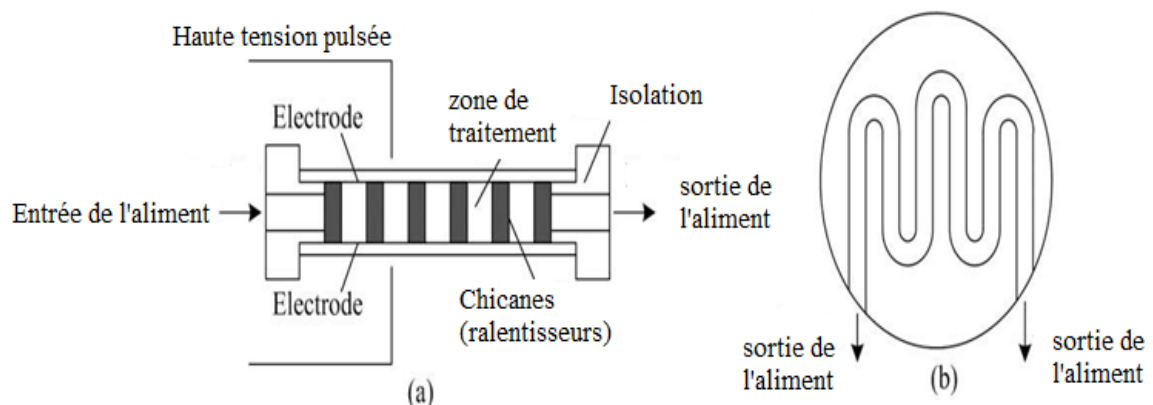 Haute tension pulsée
Electrode
zone de
traitement
Isolation
Entrée de l'aliment
sortie de
l'aliment
Electrode
Chicanes
(ralentisseurs)
(a)
sortie de
l'aliment
sortie de
l'aliment
(b)